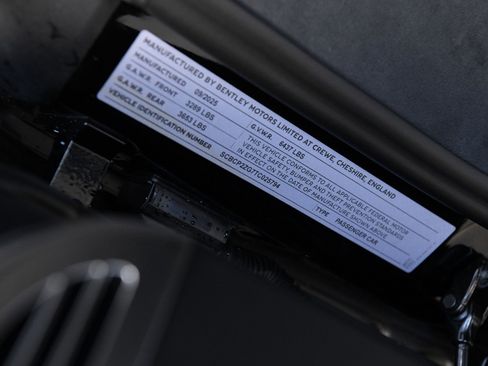 MANUFACTURED BY BENTLEY MOTORS LIMITED AT CREWE, CHESHIRE, ENGLAND
MANUFACTURED 09/2025 G.V.W.R. 6437 LBS
G.A.W.R. FRONT 3289 LBS
G.A.W.R. REAR 3653 LBS
THIS VEHICLE CONFORMS TO ALL APPLICABLE FEDERAL MOTOR
VEHICLE SAFETY, BUMPER AND THEFT PREVENTION STANDARDS
IN EFFECT ON THE DATE OF MANUFACTURE SHOWN ABOVE
VEHICLE IDENTIFICATION NUMBER SCBCP22G7TC025794
TYPE PASSENGER CAR